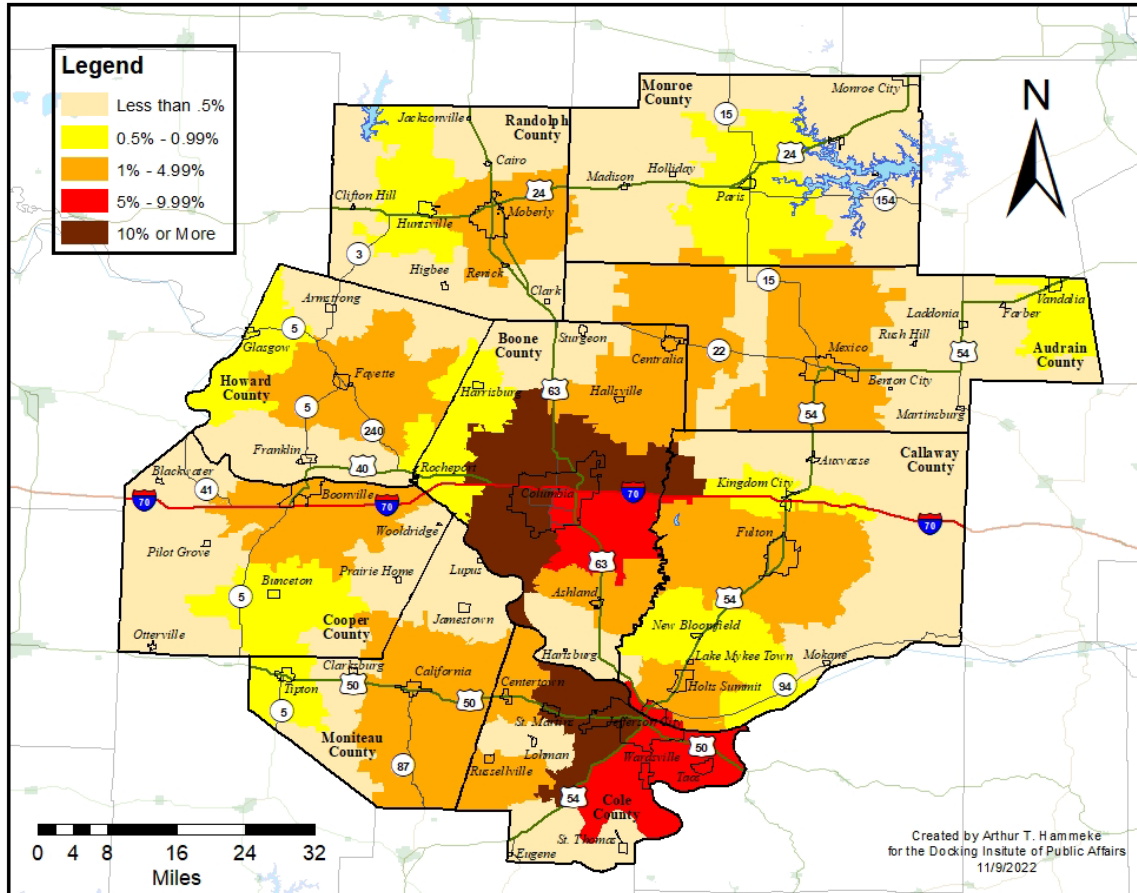 Legend
Less than .5%
0.5% - 0.99%
1% - 4.99%
5% - 9.99%
10% or More
N
Monroe
County
Monroe City
15
Jacksonville
Randolph
County
24
Cairo
Holliday
Madison
24
Clifton Hill
Moberly
Paris
154
Huntsville
3
Higbee
Renick
15
Clark
Armstrong
Vandalia
5
Boone
County
Sturgeon
Laddonia
Farber
Glasgow
Centralia
22
Mexico
Rush Hill
Audrain
County
54
Fayette
Howard
County
Harrisburg
63
Hallsville
Benton City
5
54
Martinsburg
240
Franklin
Callaway
County
40
Auxvasse
Blackwater
Rocheport
41
Kingdom City
70
Boonville
70
Columbia
70
70
Wooldridge
Fulton
Pilot Grove
Lupus
63
Prairie Home
Bunceton
5
Ashland
54
Jamestown
Cooper
County
New Bloomfield
Otterville
Hartsburg
Lake Mykee Town
Mokane
Clarksburg
California
Holts Summit
94
Tipton
50
50
Centertown
5
St. Martins
Jefferson City
50
Moniteau
County
Lohman
Wardsville
87
Russellville
Taos
54
Cole
County
St. Thomas
Eugene
0 4 8 16 24 32
Miles
Created by Arthur T. Hammeke
for the Docking Insitute of Public Affairs
11/9/2022